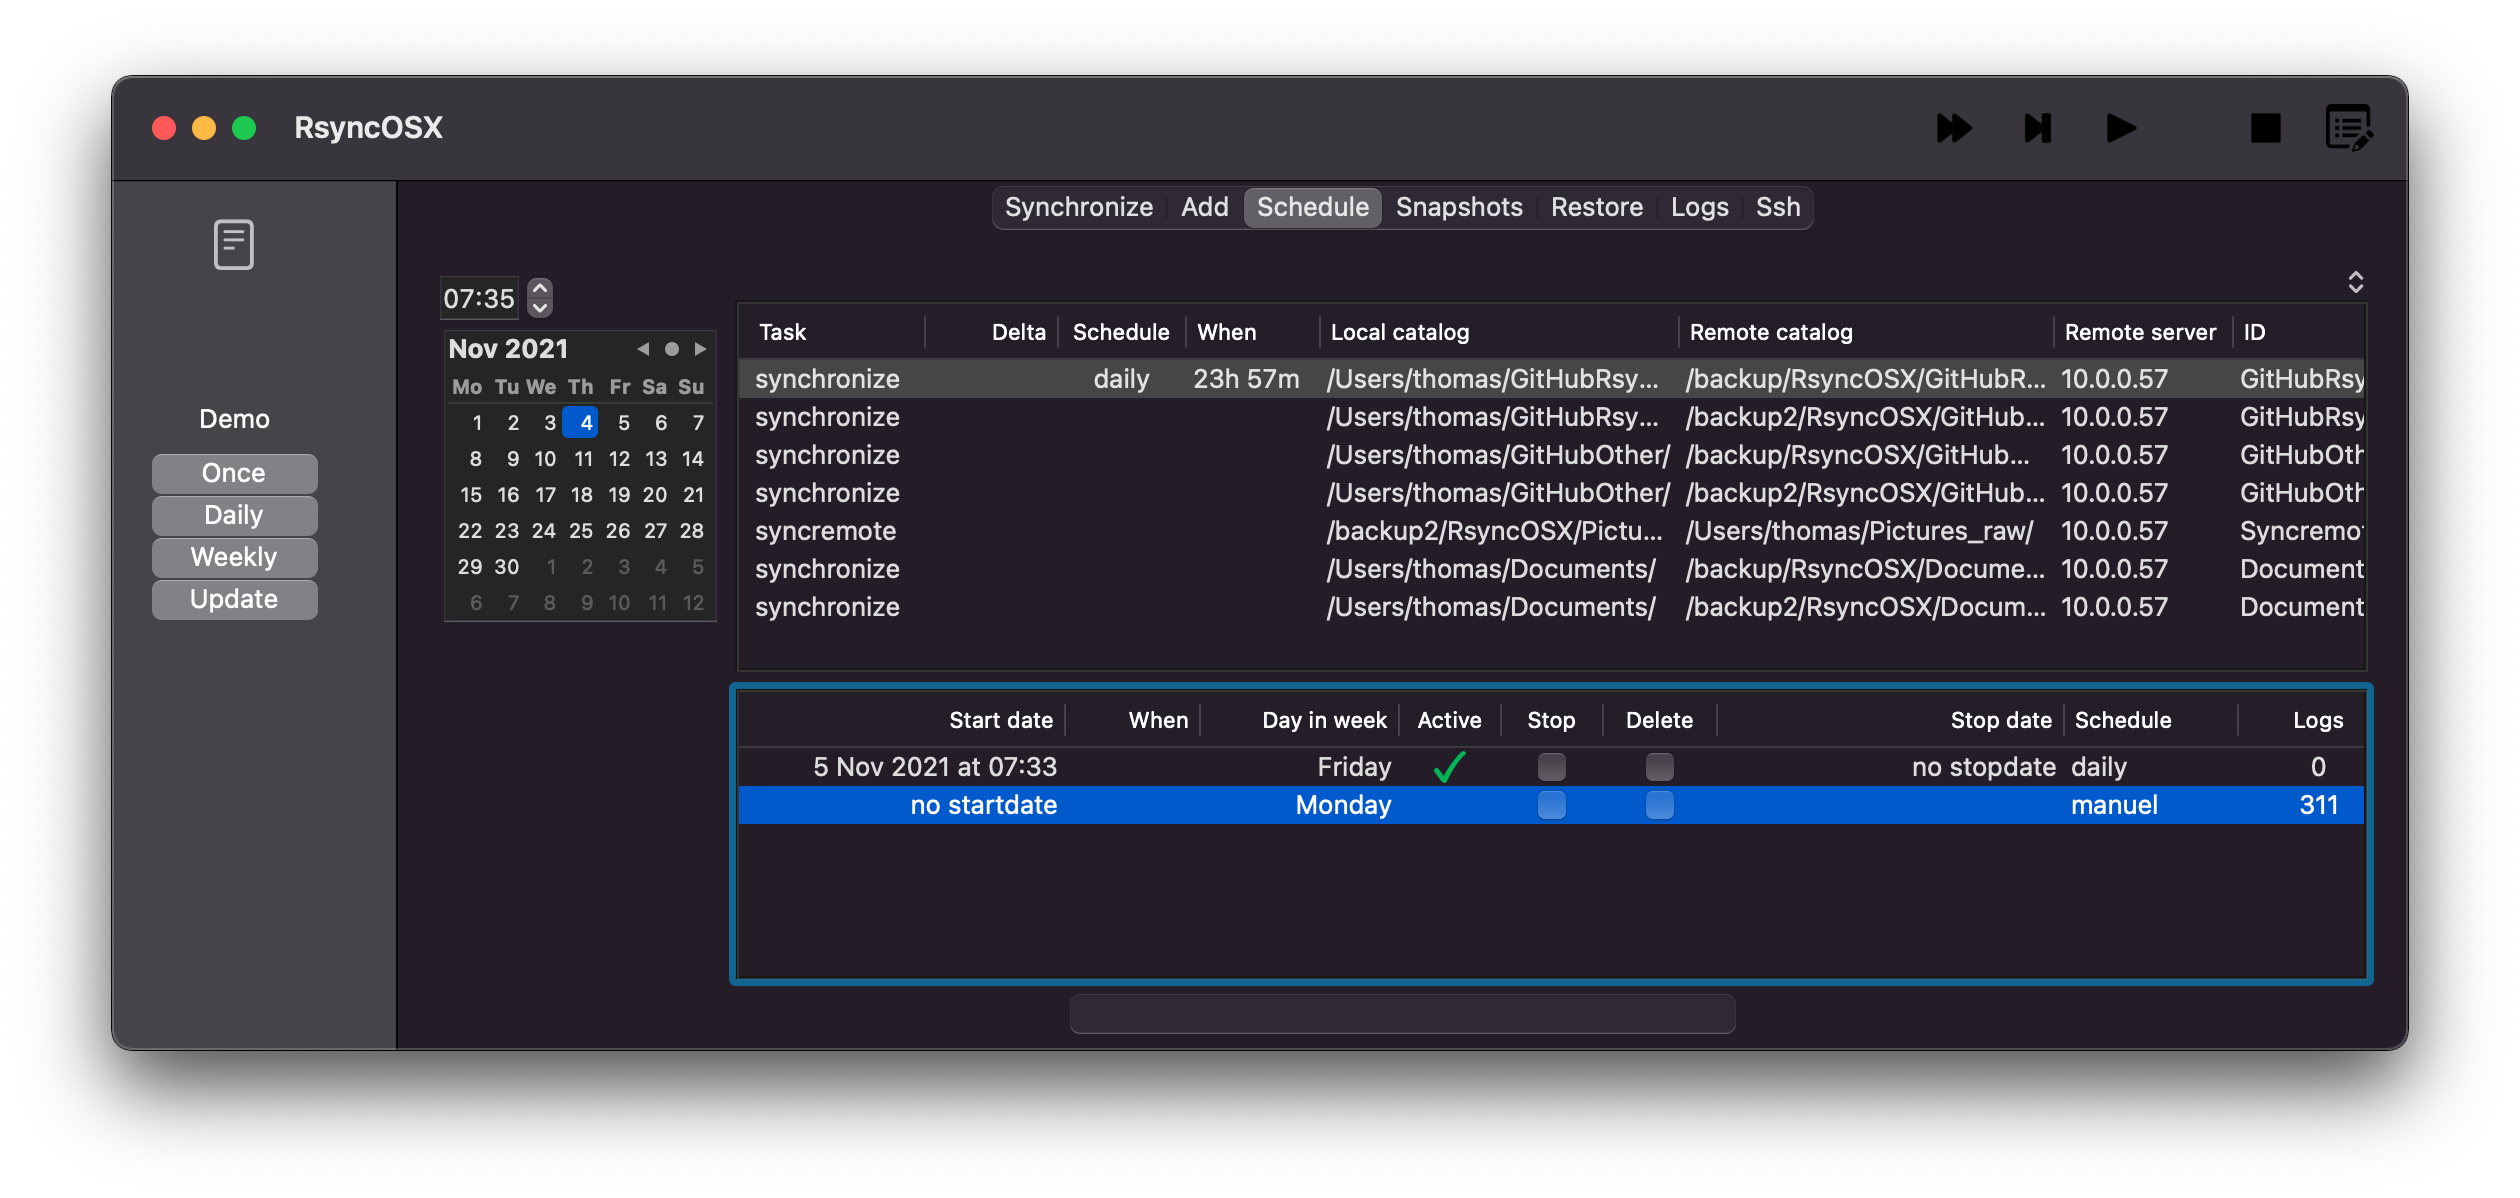 RsyncOSX
Synchronize Add Schedule Snapshots Restore Logs Ssh
Demo
Once
Daily
Weekly
Update
07:35
Nov 2021
Mo Tu We Th Fr Sa Su
1 2 3 4 5 6 7
8 9 10 11 12 13 14
15 16 17 18 19 20 21
22 23 24 25 26 27 28
29 30 1 2 3 4 5
6 7 8 9 10 11 12
Task Delta Schedule When Local catalog Remote catalog Remote server ID
synchronize daily 23h 57m /Users/thomas/GitHubRsy... /backup/RsyncOSX/GitHubR... 10.0.0.57 GitHubRsy
synchronize /Users/thomas/GitHubRsy... /backup2/RsyncOSX/GitHub... 10.0.0.57 GitHubRsy
synchronize /Users/thomas/GitHubOther/ /backup/RsyncOSX/GitHub... 10.0.0.57 GitHubOth
synchronize /Users/thomas/GitHubOther/ /backup2/RsyncOSX/GitHub... 10.0.0.57 GitHubOth
syncremote /backup2/RsyncOSX/Pictu... /Users/thomas/Pictures_raw/ 10.0.0.57 Syncremot
synchronize /Users/thomas/Documents/ /backup/RsyncOSX/Docume... 10.0.0.57 Document
synchronize /Users/thomas/Documents/ /backup2/RsyncOSX/Docum... 10.0.0.57 Document
Start date When Day in week Active Stop Delete Stop date Schedule Logs
5 Nov 2021 at 07:33 Friday no stopdate daily 0
no startdate Monday manuel 311